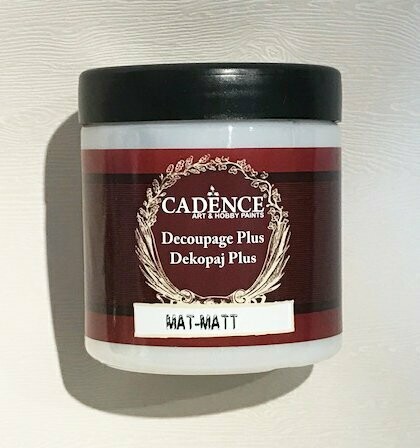 CADENCE
ART & HOBBY PAINTS
Decoupage Plus
Dekopaj Plus
MAT-MATT